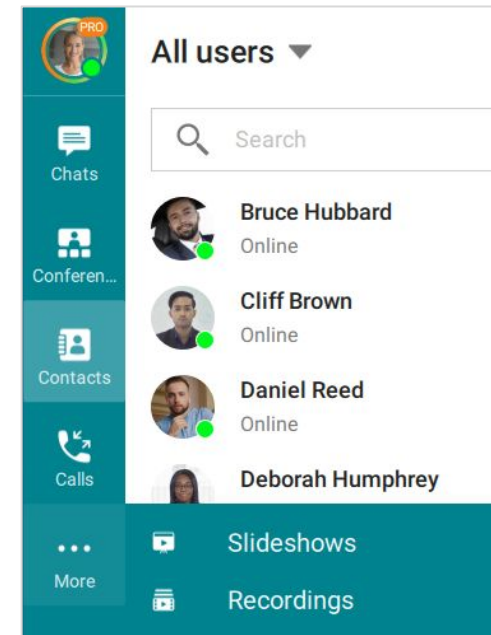 PRO
All users
Search
Chats
Bruce Hubbard
Online
Conferen...
Cliff Brown
Online
Contacts
Daniel Reed
Online
Calls
Deborah Humphrey
More
Slideshows
Recordings